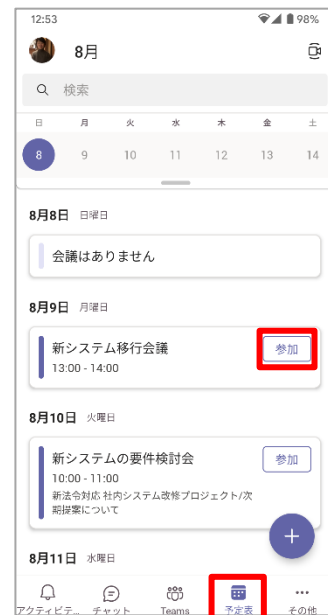 12:53 98%
8月
検索
日 月 火 水 木 金 土
8 9 10 11 12 13 14
8月8日 日曜日
会議はありません
8月9日 月曜日
新システム移行会議 参加
13:00 - 14:00
8月10日 火曜日
新システムの要件検討会 参加
10:00 - 11:00
新法令対応 社内システム改修プロジェクト/次
期提案について
8月11日 水曜日
アクティビテ... チャット Teams 予定表 その他